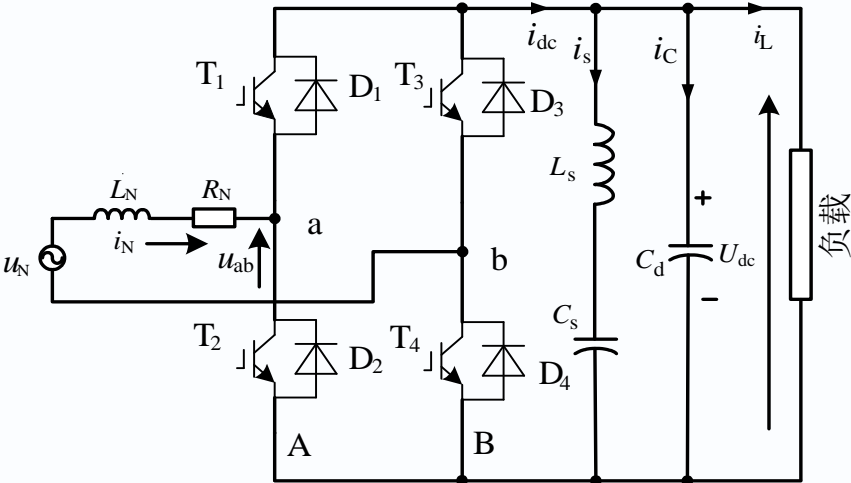 idc
is
iC
iL
T1
D1
T3
D3
LN
RN
Ls
iN
a
uab
b
uN
Cd
+
Udc
−
负载
Cs
T2
D2
T4
D4
A
B